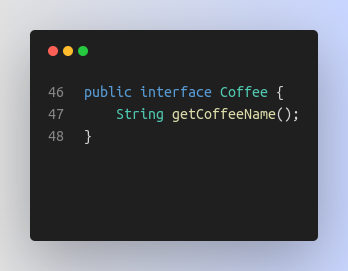 46 public interface Coffee {
47     String getCoffeeName();
48 }